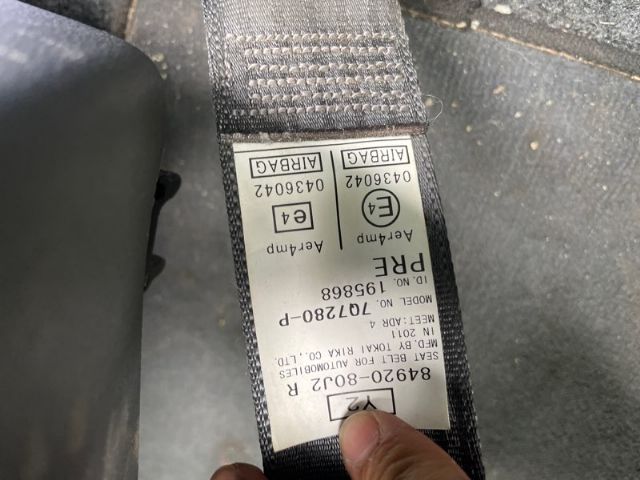 Y2
84920-80J2 R
SEAT BELT FOR AUTOMOBILES
MFD.BY TOKAI RIKA CO.,LTD.
IN 2011
MEET:ADR 4
MODEL NO. 7Q7280-P
ID.NO. 195868
PRE
Aer4mp
E4
0436042
AIRBAG
Aer4mp
e4
0436042
AIRBAG